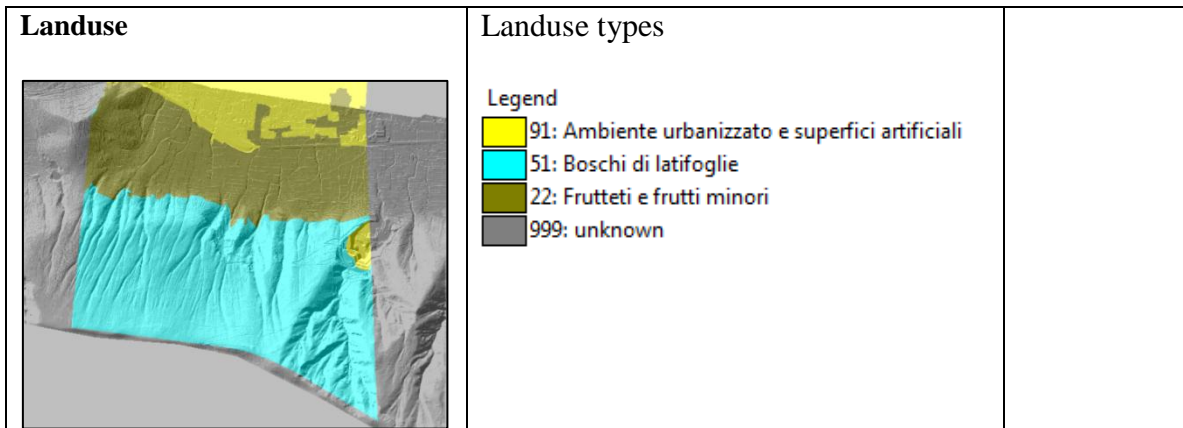 Landuse
Landuse types
Legend
91: Ambiente urbanizzato e superfici artificiali
51: Boschi di latifoglie
22: Frutteti e frutti minori
999: unknown